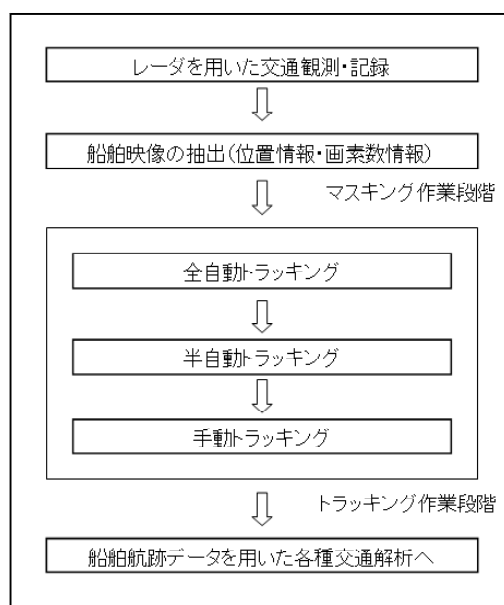 レーダを用いた交通観測・記録
船舶映像の抽出(位置情報・画素数情報)
マスキング作業段階
全自動トラッキング
半自動トラッキング
手動トラッキング
トラッキング作業段階
船舶航跡データを用いた各種交通解析へ